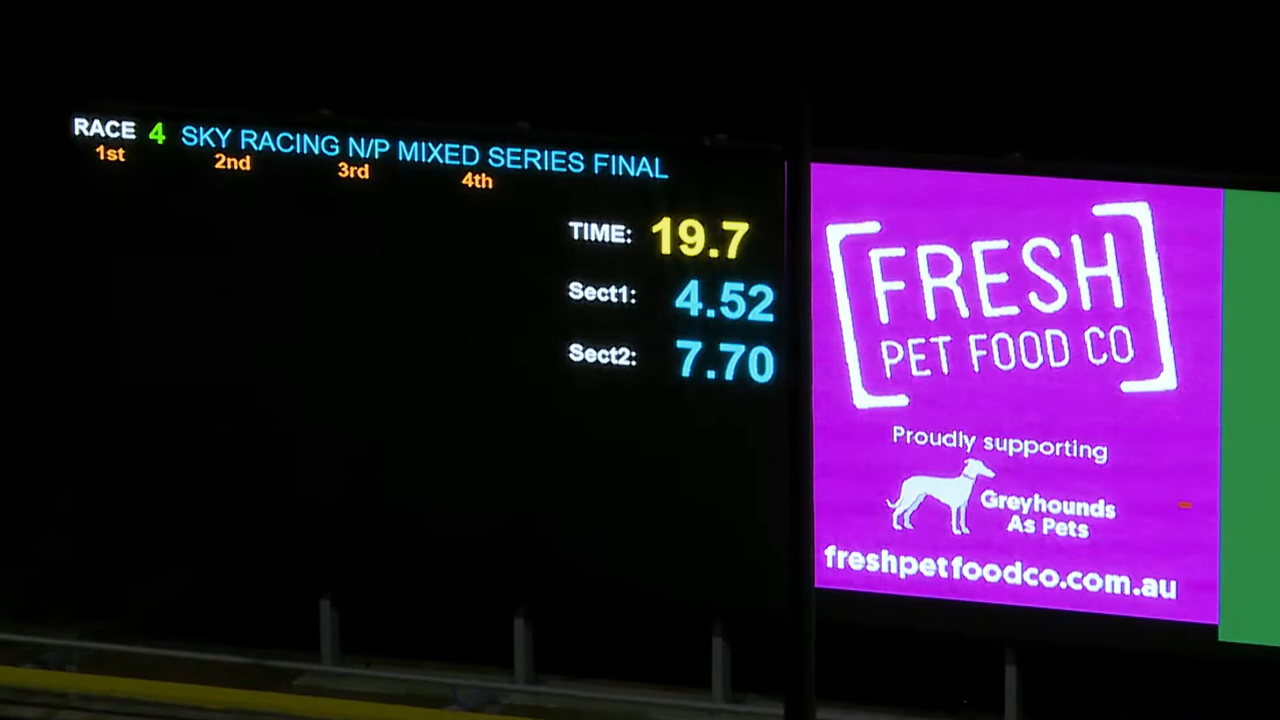 RACE 4 SKY RACING N/P MIXED SERIES FINAL
1st 2nd 3rd 4th
TIME: 19.7
Sect1: 4.52
Sect2: 7.70
FRESH
PET FOOD CO
Proudly supporting
Greyhounds
As Pets
freshpetfoodco.com.au